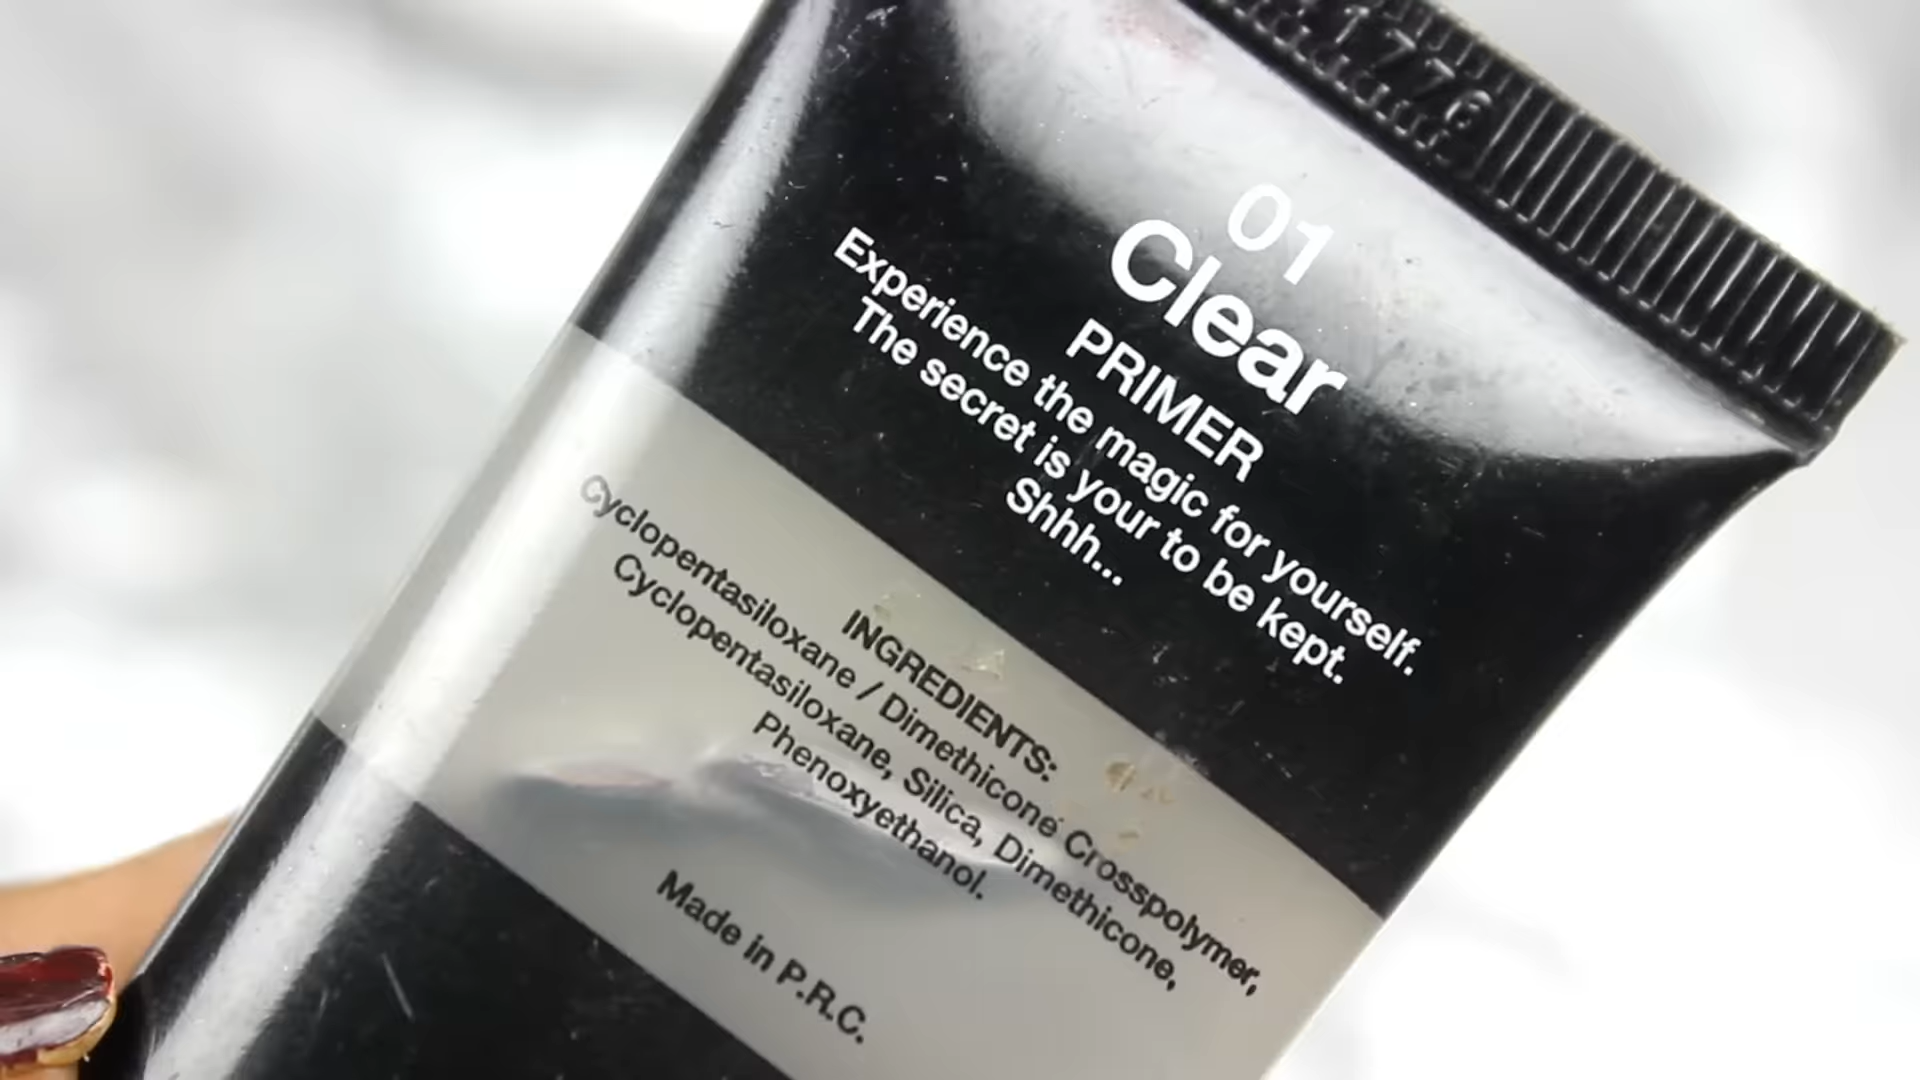 1776
01
Clear
PRIMER
Experience the magic for yourself.
The secret is your to be kept.
Shhh...
INGREDIENTS:
Cyclopentasiloxane / Dimethicone Crosspolymer,
Cyclopentasiloxane, Silica, Dimethicone,
Phenoxyethanol.
Made in P.R.C.